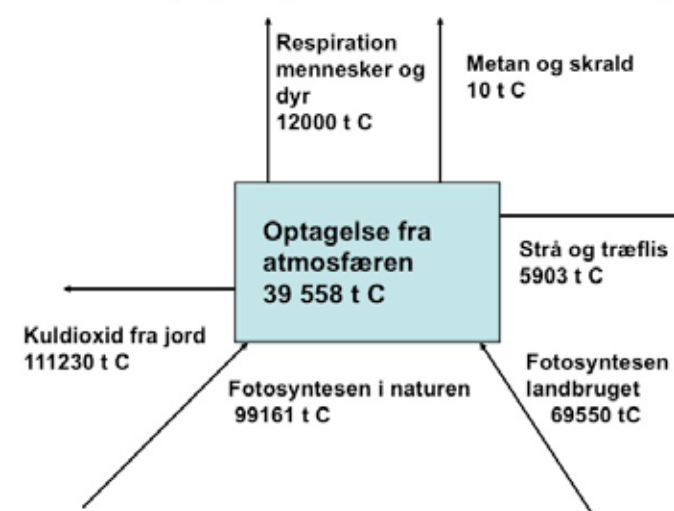 Respiration
mennesker og
dyr
12000 t C
Metan og skrald
10 t C
Optagelse fra
atmosfæren
39 558 t C
Strå og træflis
5903 t C
Kuldioxid fra jord
111230 t C
Fotosyntesen i naturen
99161 t C
Fotosyntesen
landbruget
69550 tC